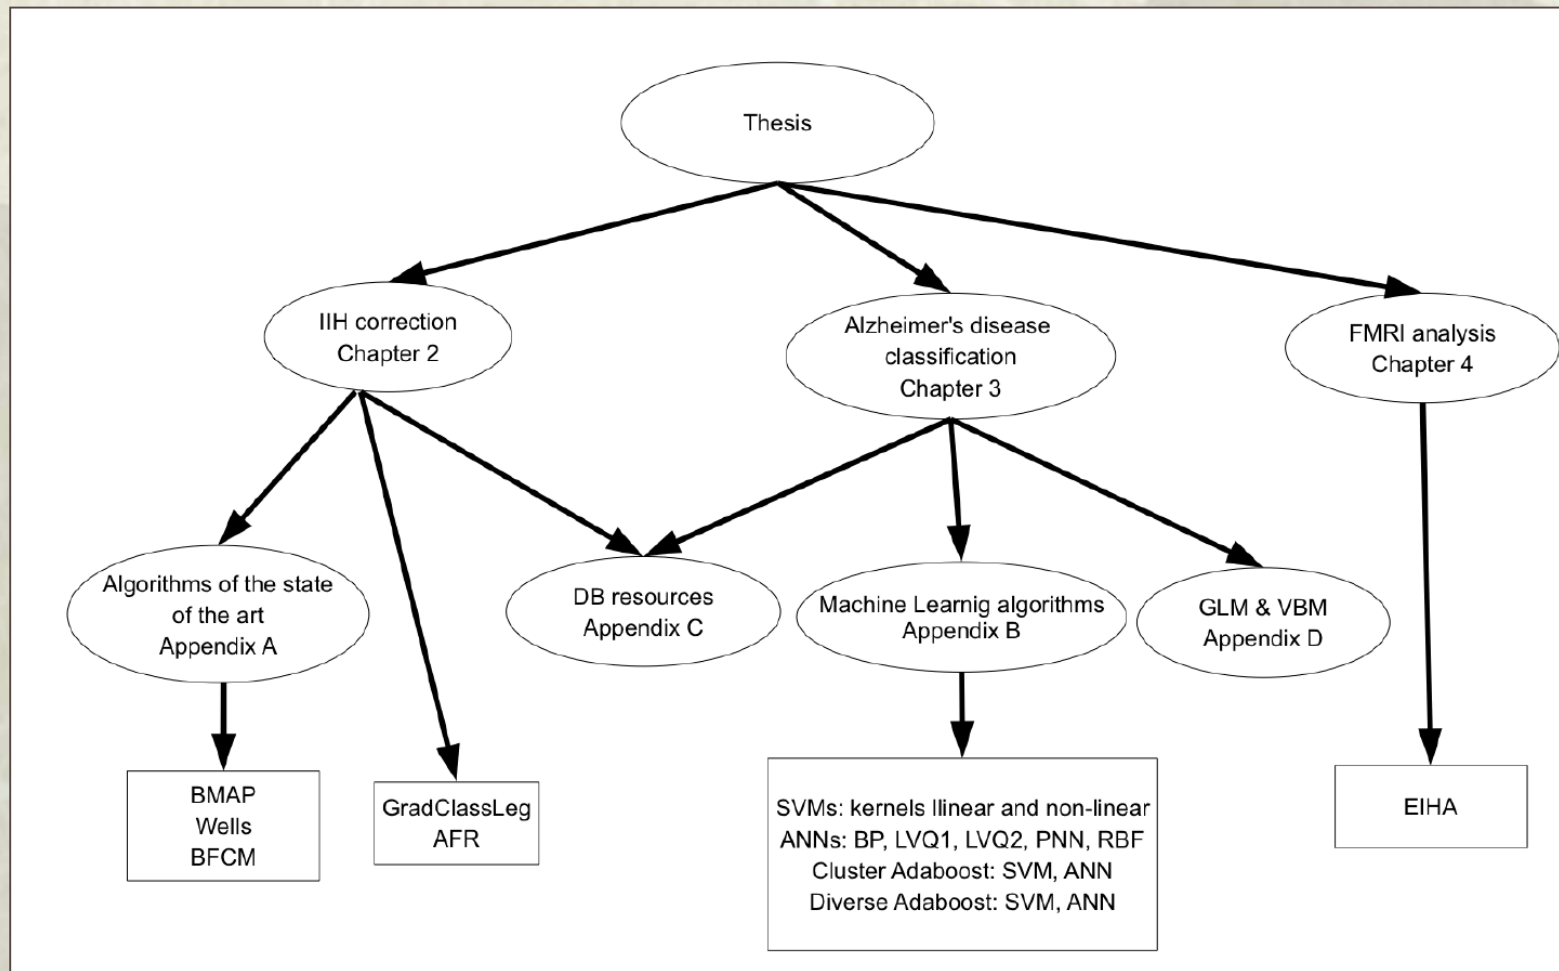 Thesis
IIH correction
Chapter 2
Alzheimer's disease
classification
Chapter 3
FMRI analysis
Chapter 4
Algorithms of the state
of the art
Appendix A
DB resources
Appendix C
Machine Learnig algorithms
Appendix B
GLM & VBM
Appendix D
BMAP
Wells
BFCM
GradClassLeg
AFR
SVMs: kernels llinear and non-linear
ANNs: BP, LVQ1, LVQ2, PNN, RBF
Cluster Adaboost: SVM, ANN
Diverse Adaboost: SVM, ANN
EIHA